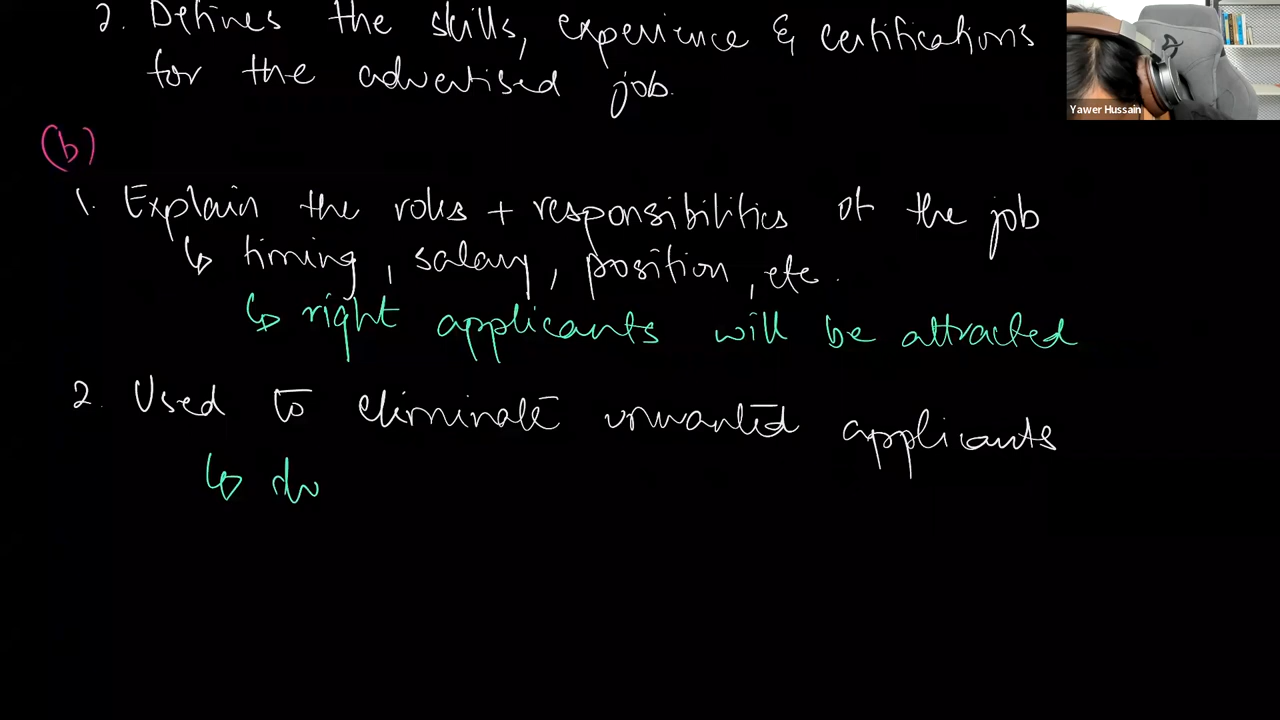 2. Defines the skills, experience & certifications
for the advertised job.
Yawer Hussain
(b)
1. Explain the roles + responsibilities of the job
↳ timing, salary, position, etc.
↳ right applicants will be attracted
2. Used to eliminate unwanted applicants
↳